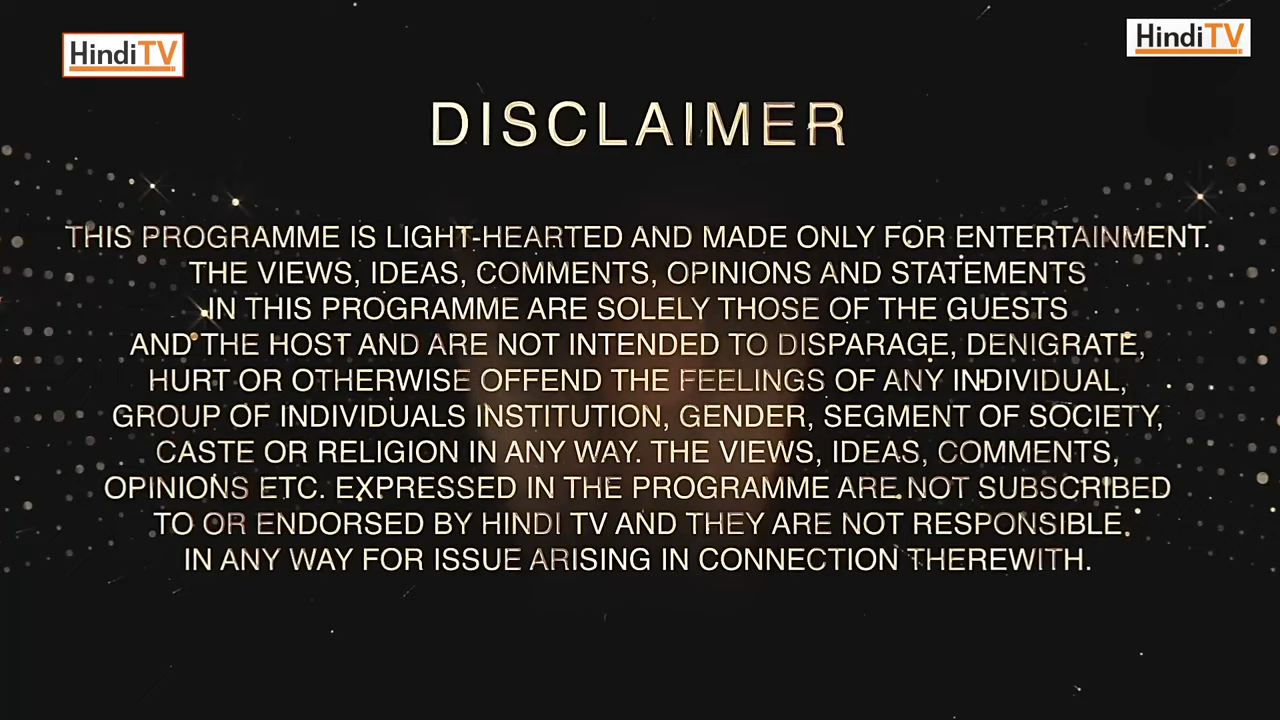 HindiTV
HindiTV
DISCLAIMER
THIS PROGRAMME IS LIGHT-HEARTED AND MADE ONLY FOR ENTERTAINMENT.
THE VIEWS, IDEAS, COMMENTS, OPINIONS AND STATEMENTS
IN THIS PROGRAMME ARE SOLELY THOSE OF THE GUESTS
AND THE HOST AND ARE NOT INTENDED TO DISPARAGE, DENIGRATE,
HURT OR OTHERWISE OFFEND THE FEELINGS OF ANY INDIVIDUAL,
GROUP OF INDIVIDUALS INSTITUTION, GENDER, SEGMENT OF SOCIETY,
CASTE OR RELIGION IN ANY WAY. THE VIEWS, IDEAS, COMMENTS,
OPINIONS ETC. EXPRESSED IN THE PROGRAMME ARE NOT SUBSCRIBED
TO OR ENDORSED BY HINDI TV AND THEY ARE NOT RESPONSIBLE.
IN ANY WAY FOR ISSUE ARISING IN CONNECTION THEREWITH.